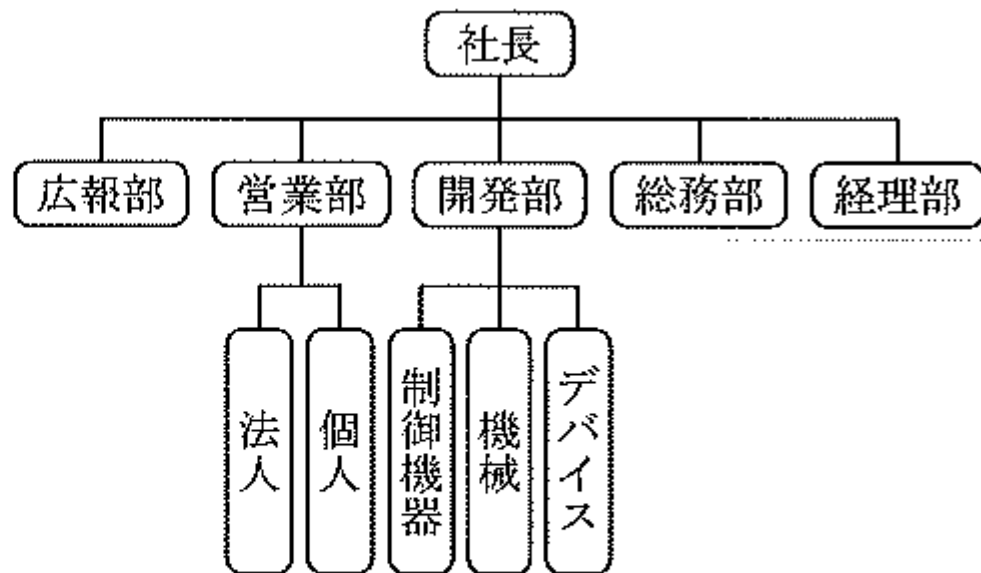 社長
広報部
営業部
開発部
総務部
経理部
法人
個人
制御機器
機械
デバイス